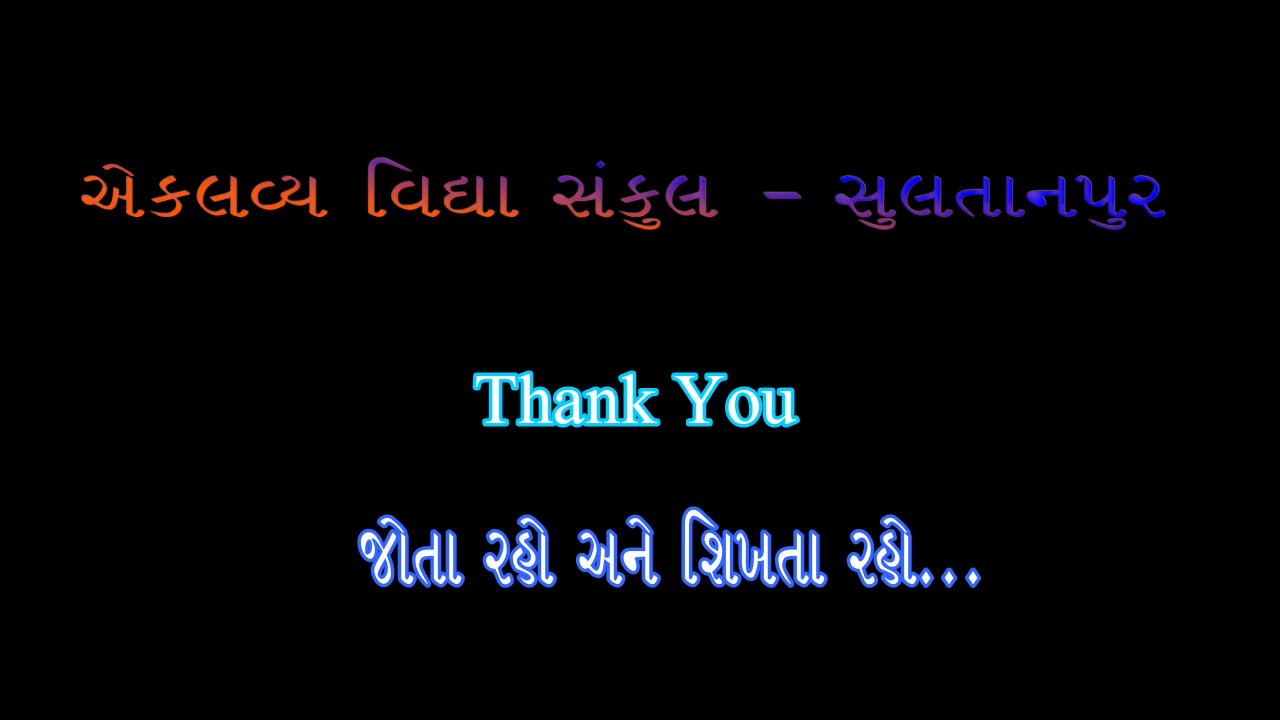 એકલવ્ય વિદ્યા સંકુલ - સુલતાનપુર
Thank You
જોતા રહો અને શિખતા રહો...